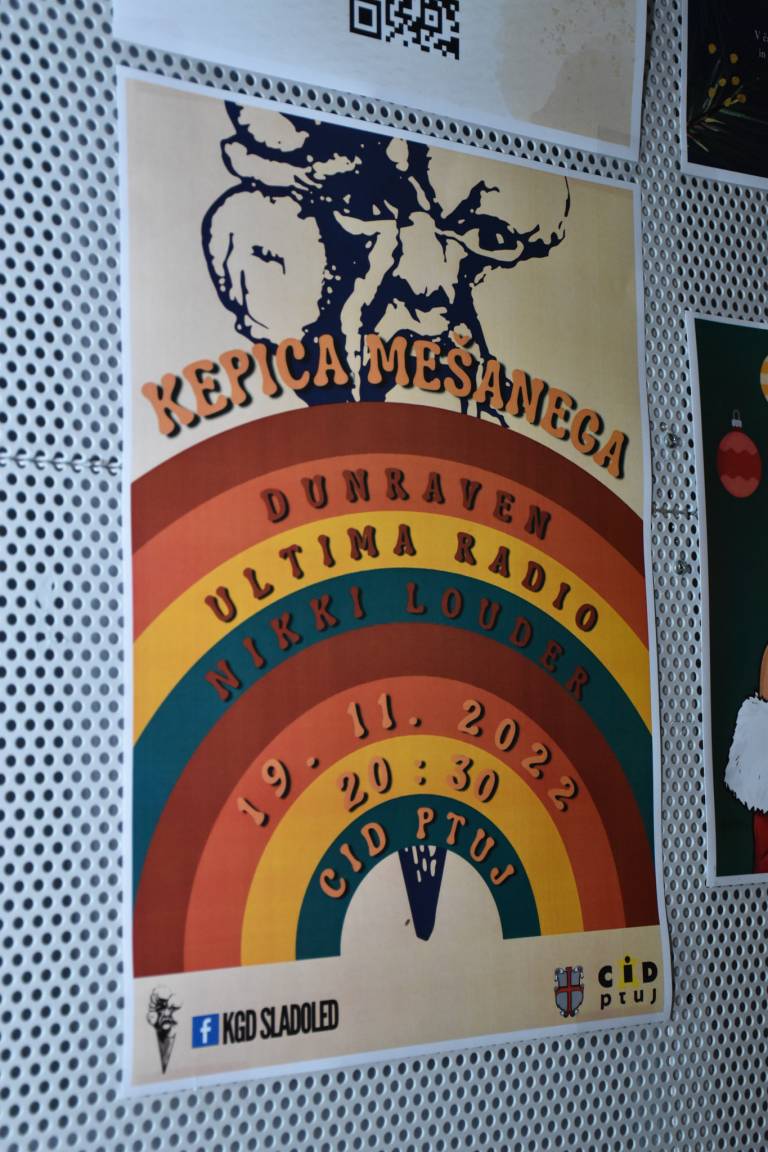 KEPICA MEŠANEGA
DUNRAVEN
ULTIMA RADIO
NIKKI LOUDER
19. 11. 2022
20:30
CID PTUJ
f KGD SLADOLED
CID
ptuj